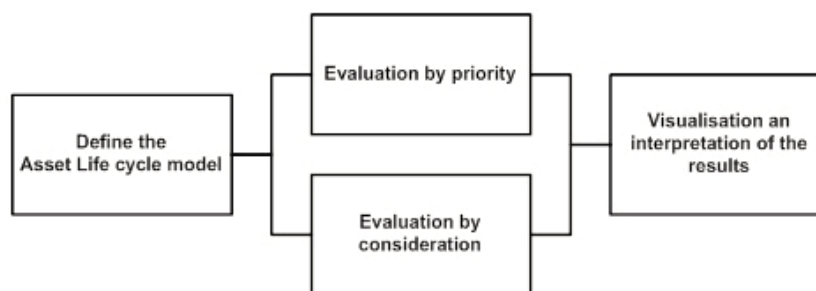 Evaluation by priority
Define the
Asset Life cycle model
Visualisation an
interpretation of the
results
Evaluation by
consideration